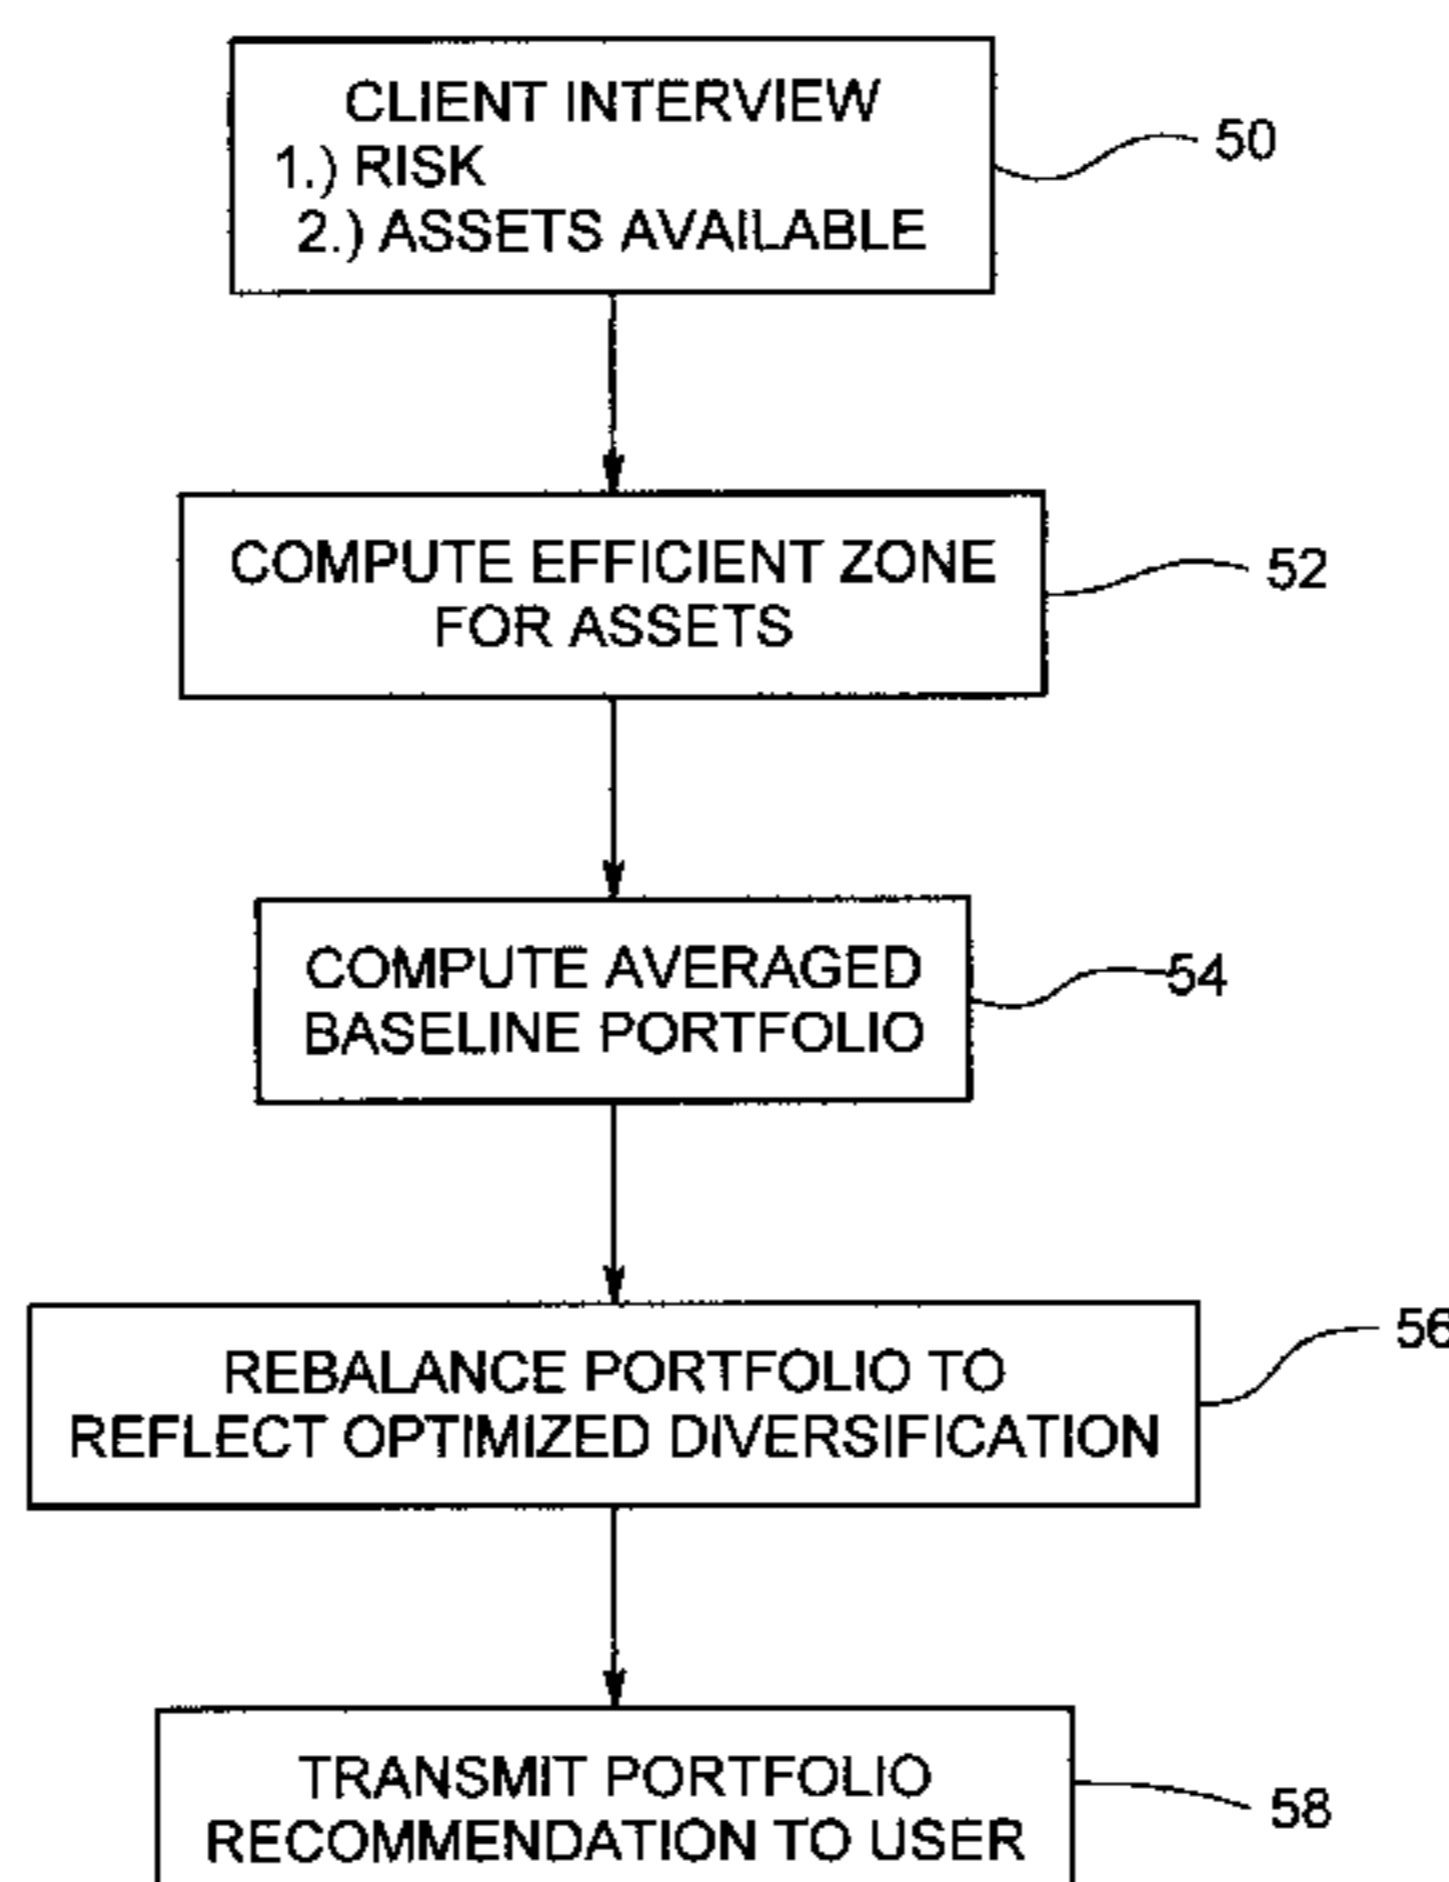 CLIENT INTERVIEW
1.) RISK
2.) ASSETS AVAILABLE
50
COMPUTE EFFICIENT ZONE
FOR ASSETS
52
COMPUTE AVERAGED
BASELINE PORTFOLIO
54
REBALANCE PORTFOLIO TO
REFLECT OPTIMIZED DIVERSIFICATION
56
TRANSMIT PORTFOLIO
RECOMMENDATION TO USER
58